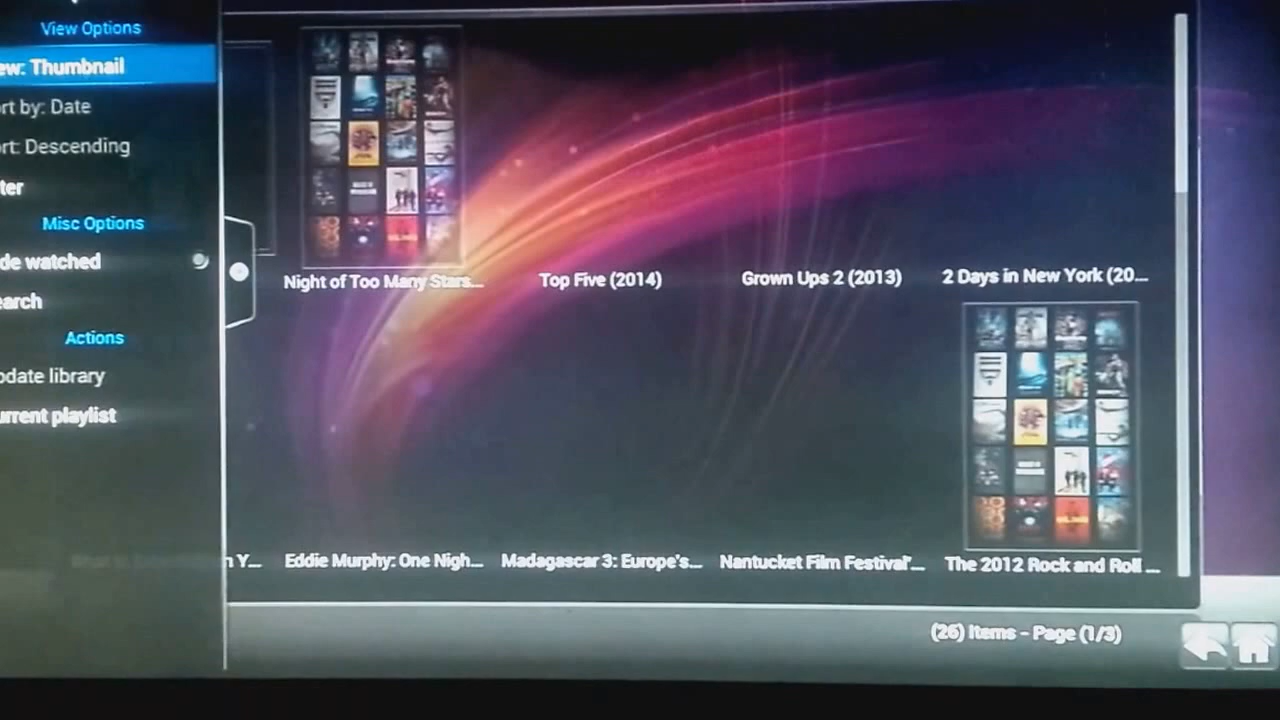 View Options
ew: Thumbnail
rt by: Date
rt: Descending
ter
Misc Options
de watched
earch
Actions
pdate library
urrent playlist
Night of Too Many Stars...
Top Five (2014)
Grown Ups 2 (2013)
2 Days in New York (20...
n Y...
Eddie Murphy: One Nigh...
Madagascar 3: Europe's...
Nantucket Film Festival'...
The 2012 Rock and Roll ...
(26) Items - Page (1/3)